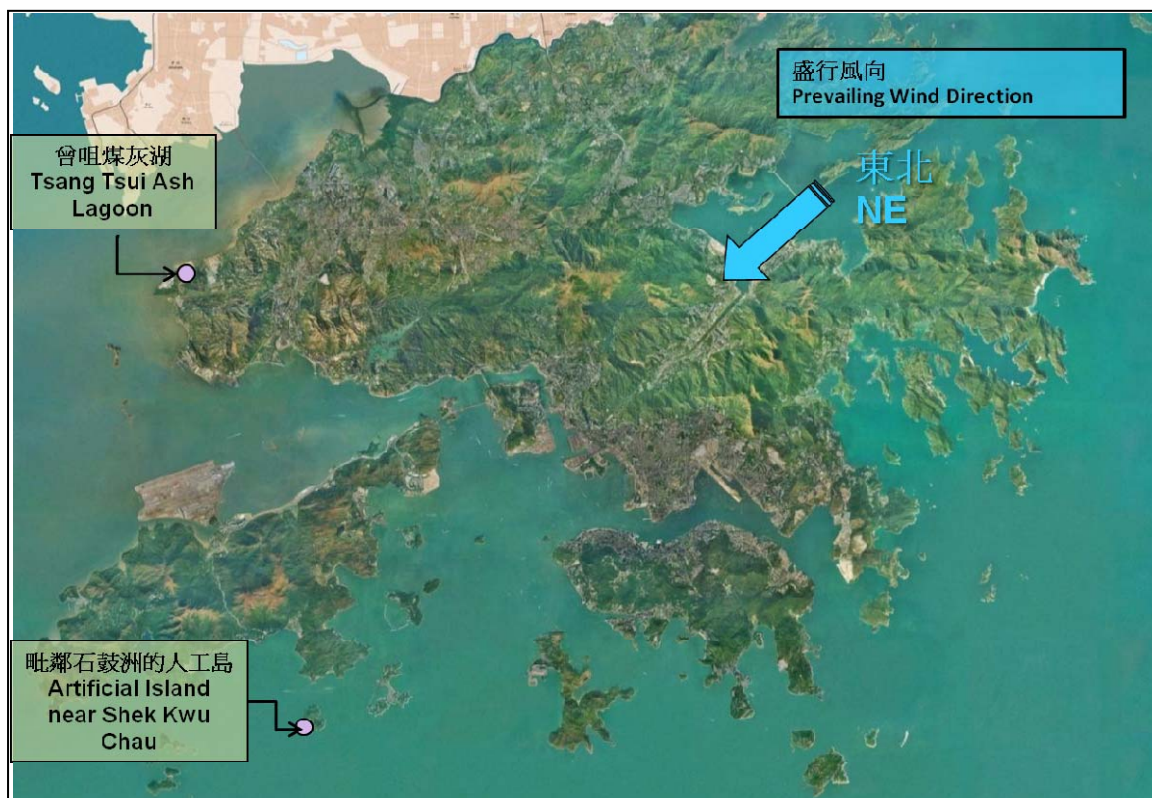 盛行風向
Prevailing Wind Direction
曾咀煤灰湖
Tsang Tsui Ash
Lagoon
東北
NE
毗鄰石鼓洲的人工島
Artificial Island
near Shek Kwu
Chau